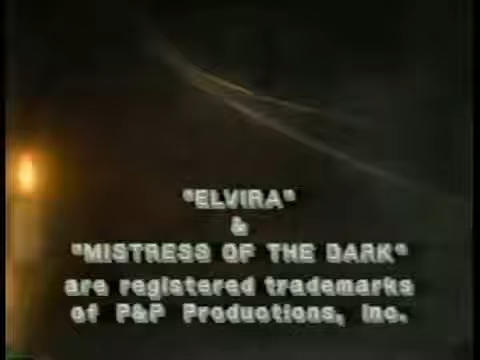 "ELVIRA"
&
"MISTRESS OF THE DARK"
are registered trademarks
of P&P Productions, Inc.